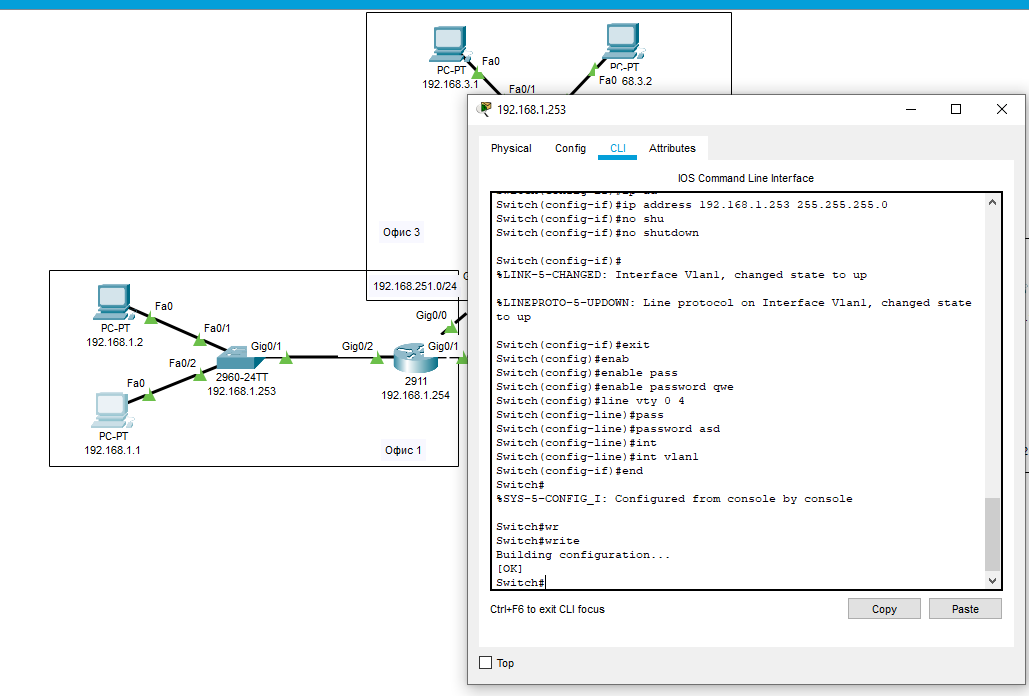 Fa0
PC-PT
192.168.3.1
Fa0/1
PC-PT
Fa0
68.3.2
Офис 3
192.168.251.0/24
Gig0/0
Fa0
PC-PT
192.168.1.2
Fa0/1
Gig0/1
Gig0/2
Gig0/1
Fa0/2
2960-24TT
192.168.1.253
2911
192.168.1.254
Fa0
PC-PT
192.168.1.1
Офис 1
192.168.1.253
Physical Config CLI Attributes
IOS Command Line Interface
Switch(config-if)#ip address 192.168.1.253 255.255.255.0
Switch(config-if)#no shu
Switch(config-if)#no shutdown
Switch(config-if)#
%LINK-5-CHANGED: Interface Vlan1, changed state to up
%LINEPROTO-5-UPDOWN: Line protocol on Interface Vlan1, changed state
to up
Switch(config-if)#exit
Switch(config)#enab
Switch(config)#enable pass
Switch(config)#enable password qwe
Switch(config)#line vty 0 4
Switch(config-line)#pass
Switch(config-line)#password asd
Switch(config-line)#int
Switch(config-line)#int vlan1
Switch(config-if)#end
Switch#
%SYS-5-CONFIG_I: Configured from console by console
Switch#wr
Switch#write
Building configuration...
[OK]
Switch#
Ctrl+F6 to exit CLI focus
Copy
Paste
Top